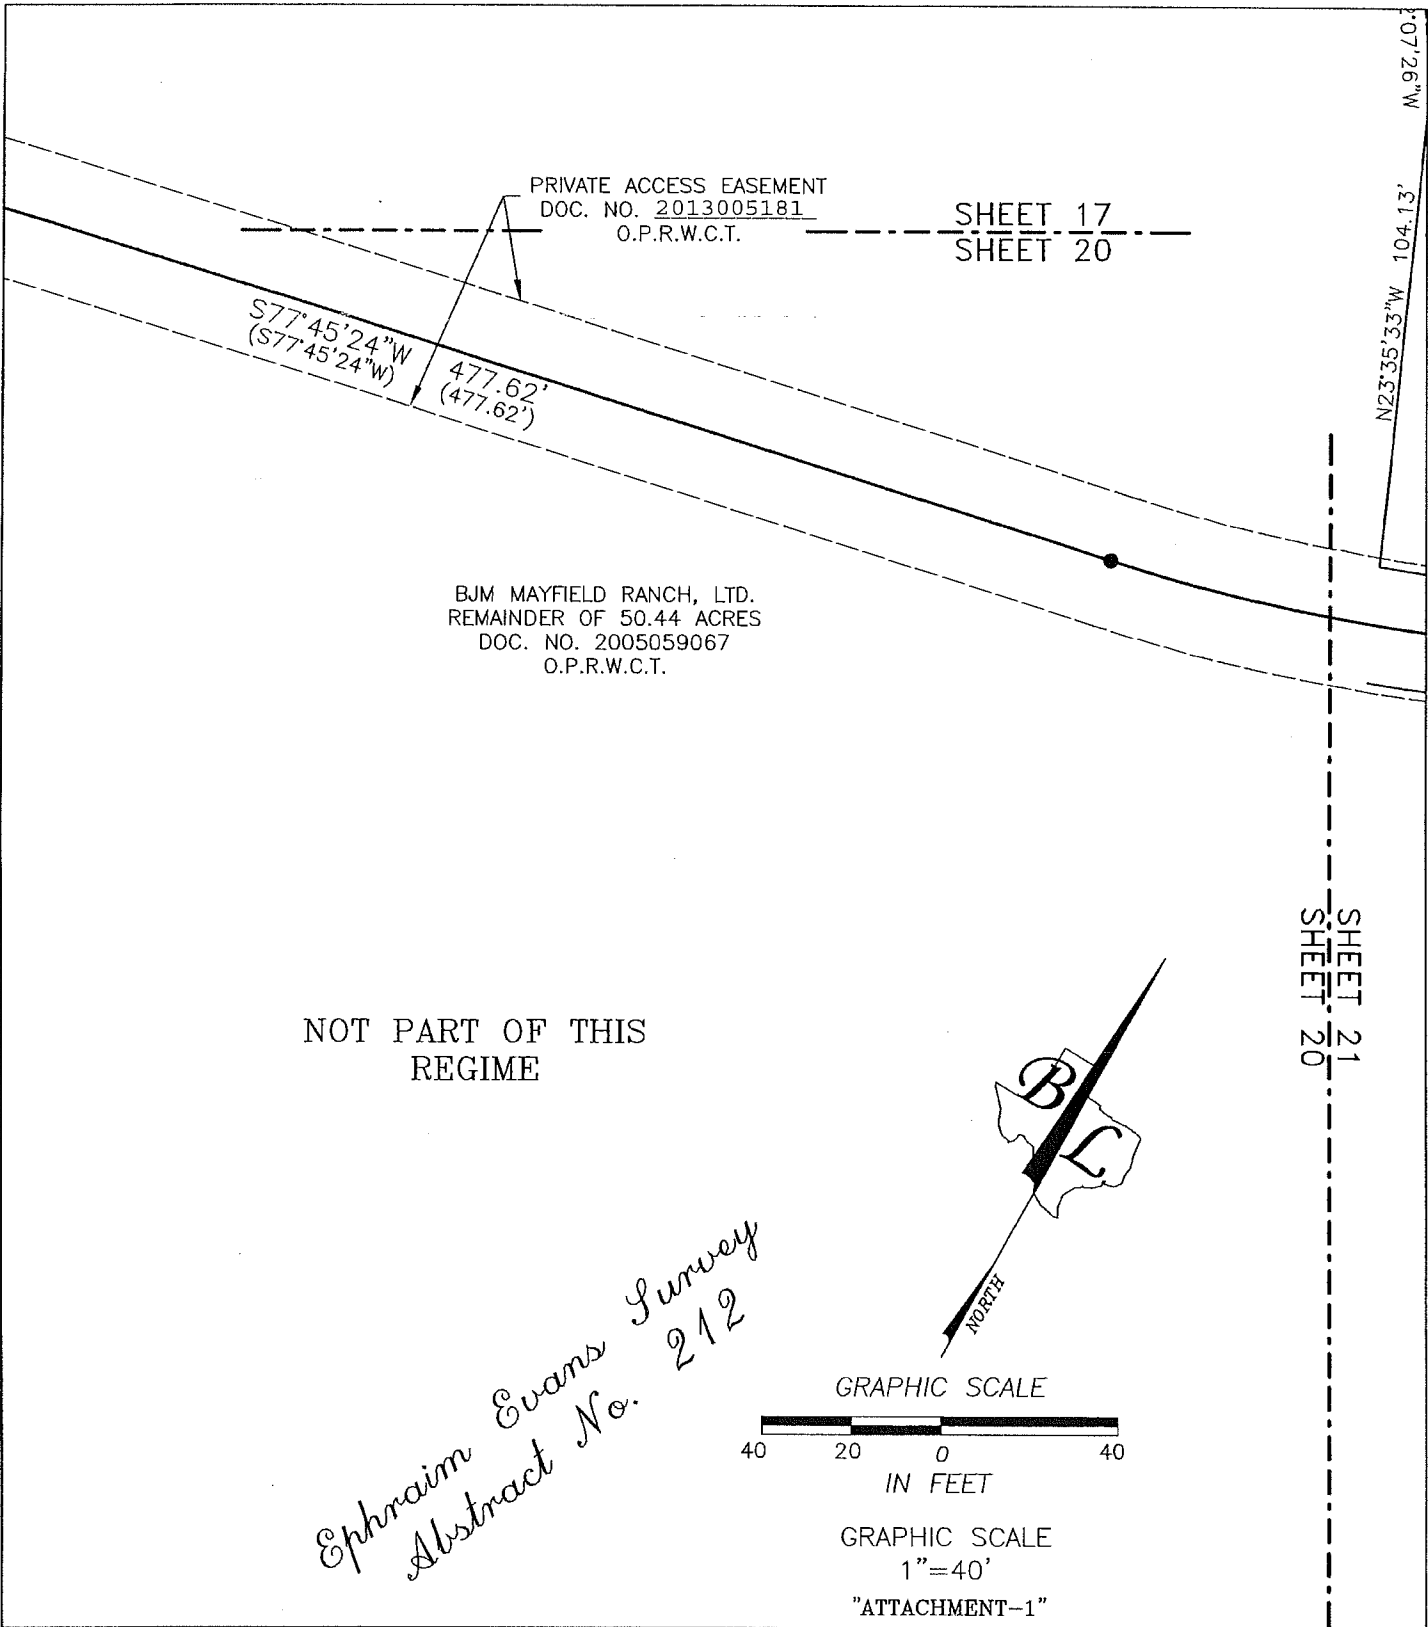 07'26"W
PRIVATE ACCESS EASEMENT
DOC. NO. 2013005181
O.P.R.W.C.T.
SHEET 17
SHEET 20
N23°35'33"W 104.13'
S77°45'24"W
(S77°45'24"W)
477.62'
(477.62')
BJM MAYFIELD RANCH, LTD.
REMAINDER OF 50.44 ACRES
DOC. NO. 2005059067
O.P.R.W.C.T.
SHEET 21
SHEET 20
NOT PART OF THIS
REGIME
B
L
NORTH
Ephraim Evans Survey
Abstract No. 212
GRAPHIC SCALE
40 20 0 40
IN FEET
GRAPHIC SCALE
1"=40'
"ATTACHMENT-1"